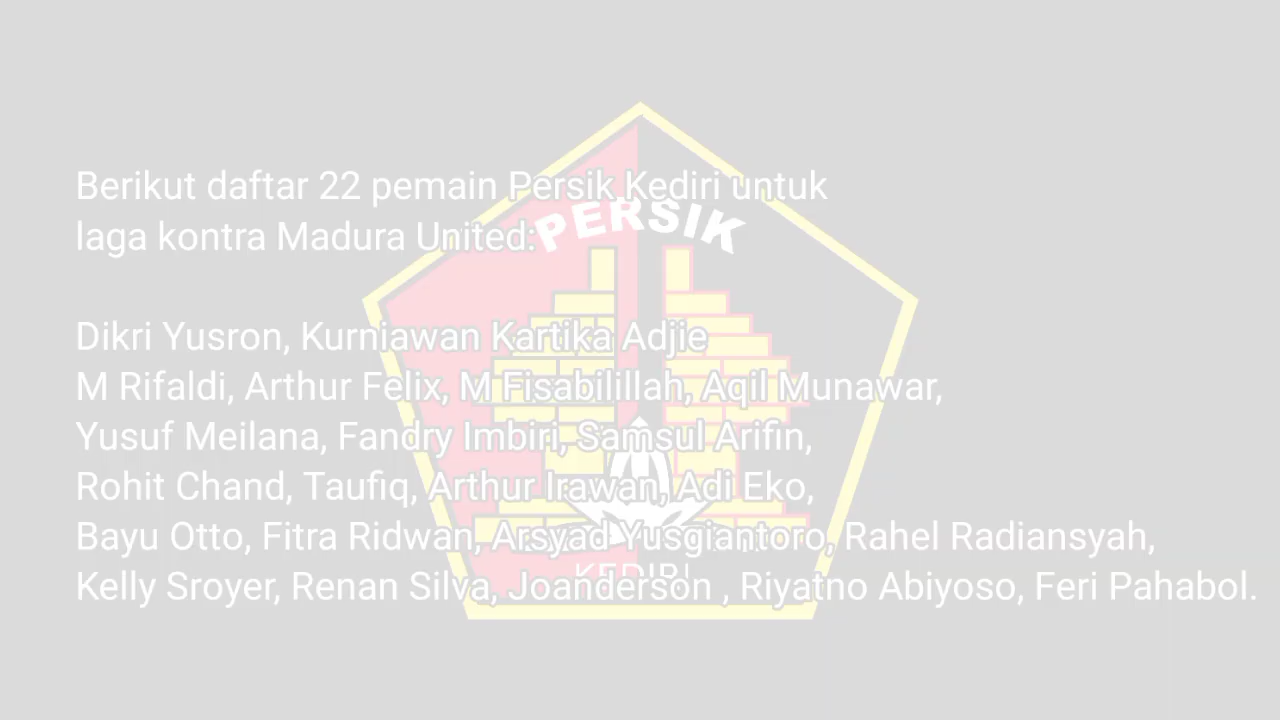 Berikut daftar 22 pemain Persik Kediri untuk
laga kontra Madura United:
PERSIK
Dikri Yusron, Kurniawan Kartika Adjie
M Rifaldi, Arthur Felix, M Fisabilillah, Aqil Munawar,
Yusuf Meilana, Fandry Imbiri, Samsul Arifin,
Rohit Chand, Taufiq, Arthur Irawan, Adi Eko,
Bayu Otto, Fitra Ridwan, Arsyad Yusgiantoro, Rahel Radiansyah,
KEDIRI
Kelly Sroyer, Renan Silva, Joanderson , Riyatno Abiyoso, Feri Pahabol.